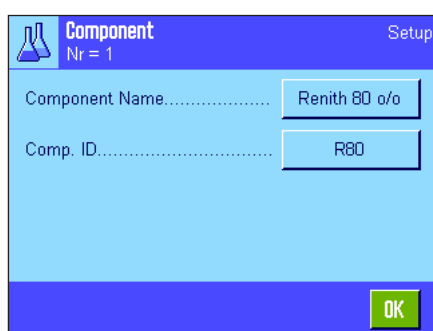 Component Setup
Nr = 1
Component Name.................... Renith 80 o/o
Comp. ID............................... R80
OK